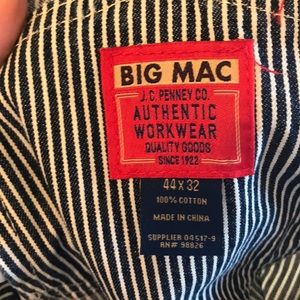 BIG MAC
J.C. PENNEY CO.
AUTHENTIC
WORKWEAR
QUALITY GOODS
SINCE 1922
44 X 32
100% COTTON
MADE IN CHINA
SUPPLIER 04517-9
RN# 98826